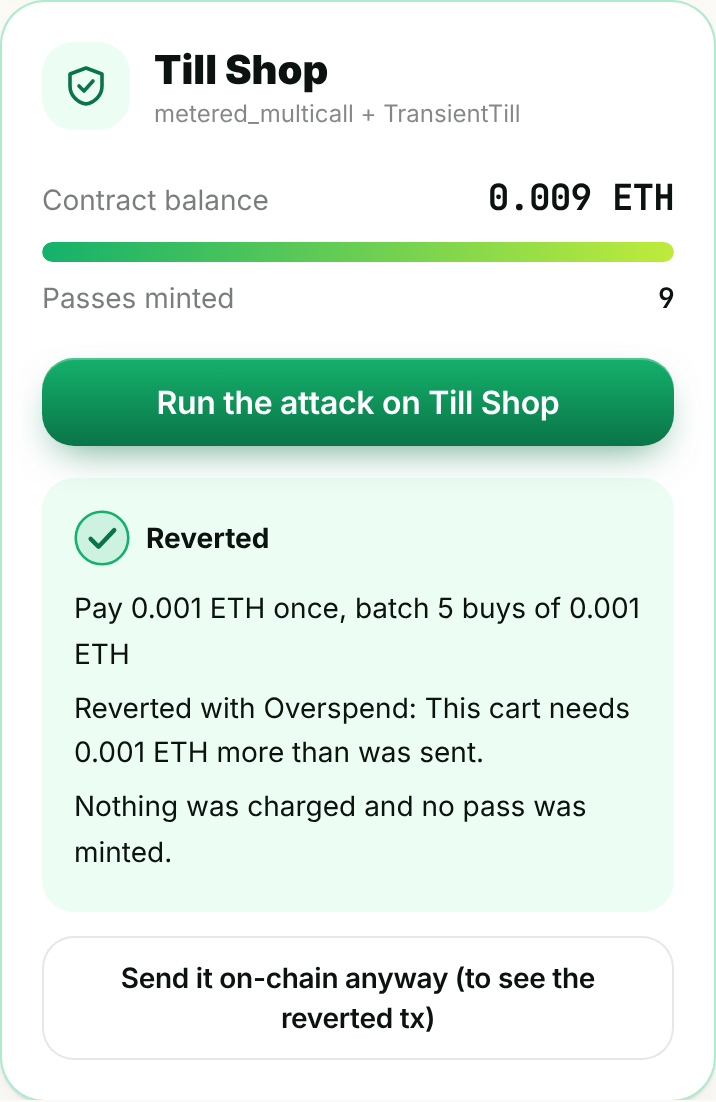 Till Shop
metered_multicall + TransientTill
Contract balance 0.009 ETH
Passes minted 9
Run the attack on Till Shop
Reverted
Pay 0.001 ETH once, batch 5 buys of 0.001
ETH
Reverted with Overspend: This cart needs
0.001 ETH more than was sent.
Nothing was charged and no pass was
minted.
Send it on-chain anyway (to see the
reverted tx)